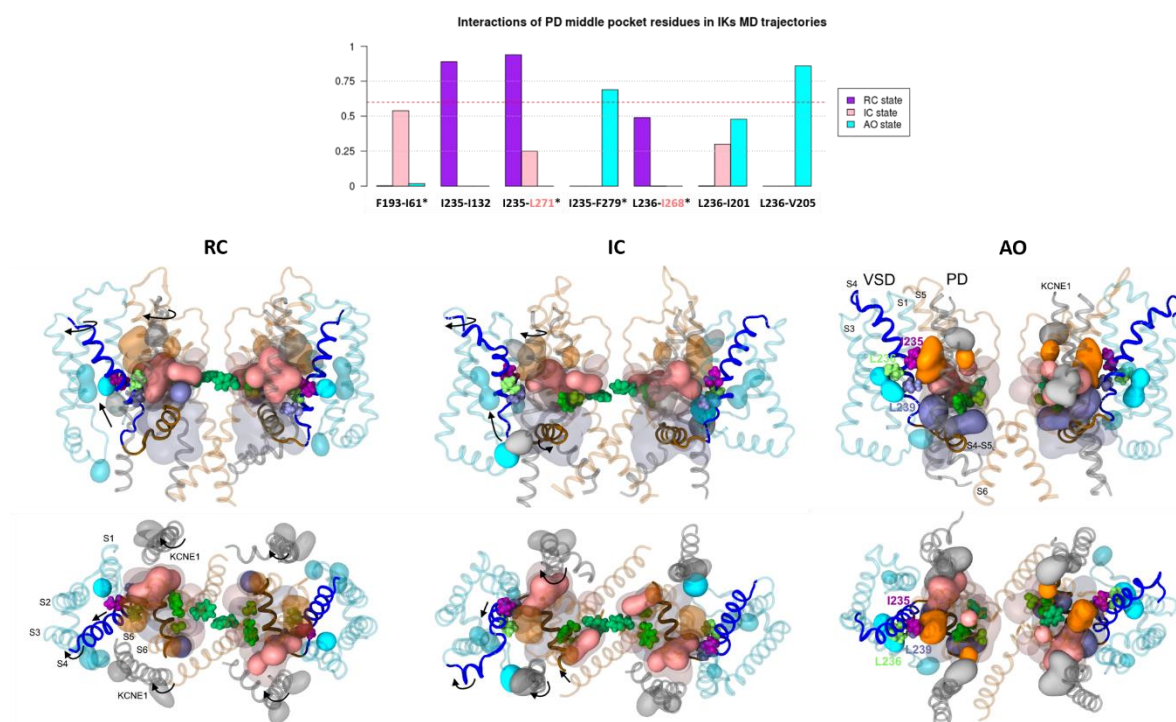 Interactions of PD middle pocket residues in IKs MD trajectories
1
0.75
0.5
0.25
0
RC state
IC state
AO state
F193-I61* I235-I132 I235-L271* I235-F279* L236-I268* L236-I201 L236-V205
RC IC AO
S4 VSD S1 S5 PD KCNE1
S3
I235
L236
L239
S4-S5
S6
S1
KCNE1
S2
S3
S5
S6
S4
KCNE1
I235
L236
L239